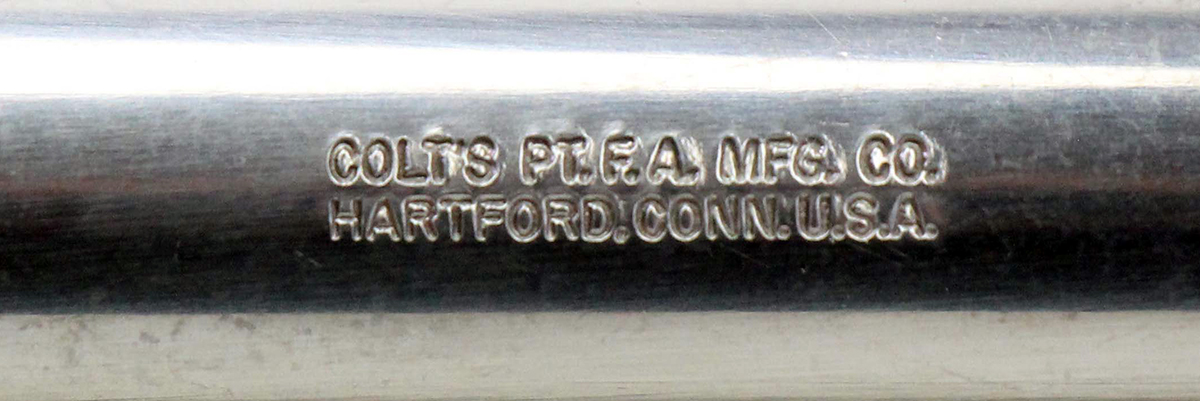 COLT'S PT. F. A. MFG. CO.
HARTFORD. CONN. U.S.A.